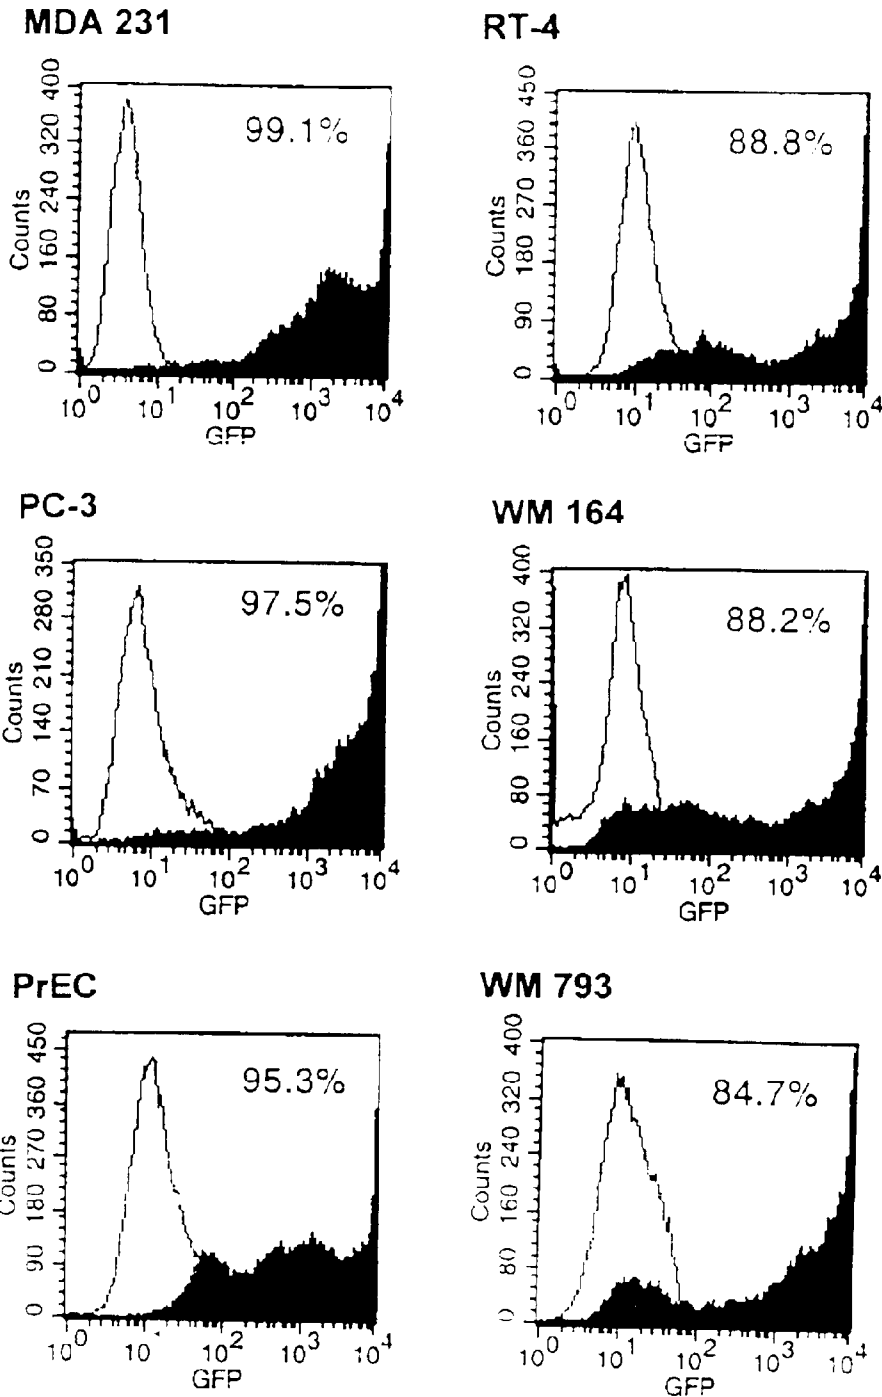 MDA 231
400
320
240
160
80
0
Counts
99.1%
10^0 10^1 10^2 10^3 10^4
GFP
RT-4
450
360
270
180
90
0
Counts
88.8%
10^0 10^1 10^2 10^3 10^4
GFP
PC-3
350
280
210
140
70
0
Counts
97.5%
10^0 10^1 10^2 10^3 10^4
GFP
WM 164
400
320
240
160
80
0
Counts
88.2%
10^0 10^1 10^2 10^3 10^4
GFP
PrEC
450
360
270
180
90
0
Counts
95.3%
10^0 10^1 10^2 10^3 10^4
GFP
WM 793
400
320
240
160
80
0
Counts
84.7%
10^0 10^1 10^2 10^3 10^4
GFP